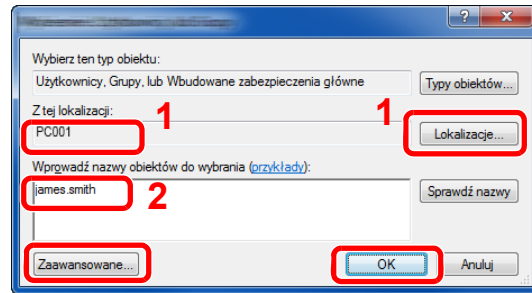 Wybierz ten typ obiektu:
Użytkownicy, Grupy, lub Wbudowane zabezpieczenia główne
Typy obiektów...
Z tej lokalizacji:
1
1
PC001
Lokalizacje...
Wprowadź nazwy obiektów do wybrania (przykłady):
james.smith
2
Sprawdź nazwy
Zaawansowane...
OK
Anuluj